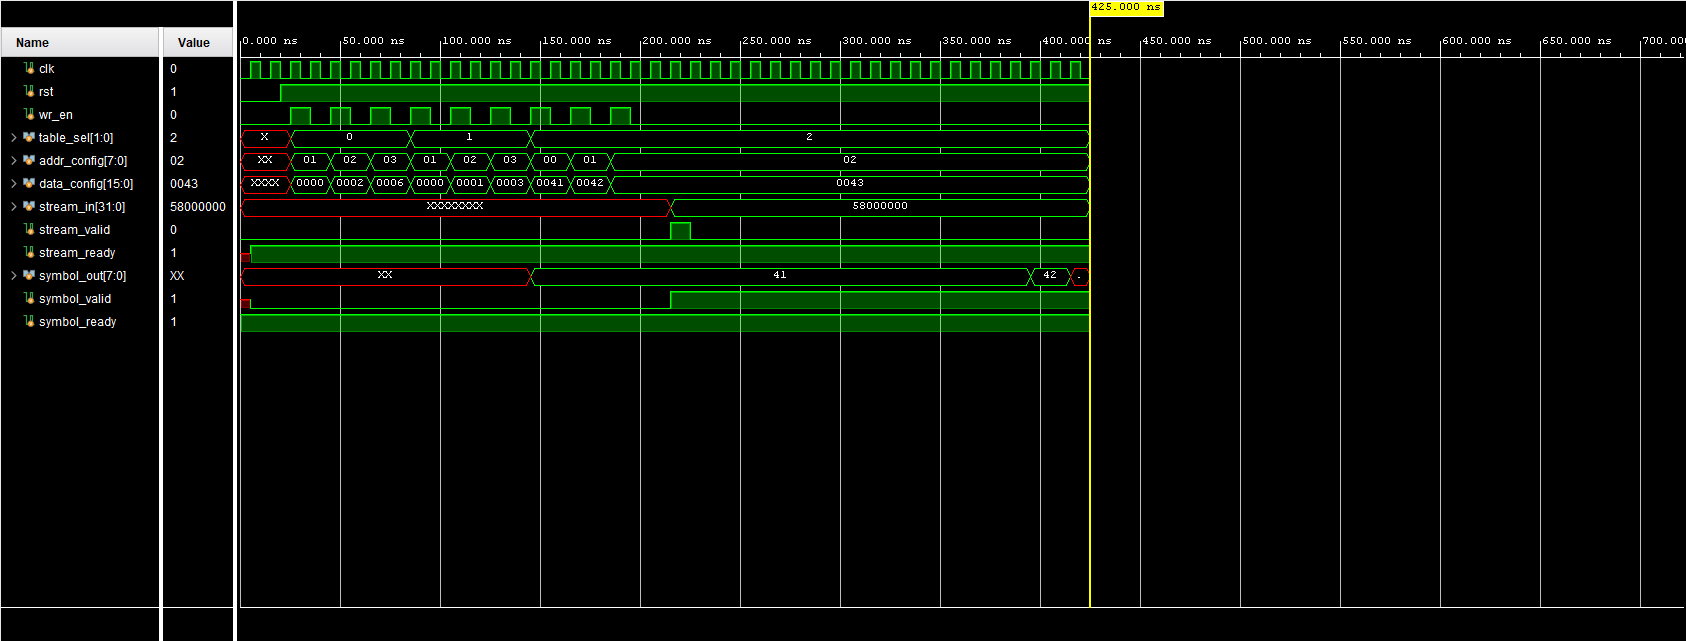 425.000 ns
Name Value
0.000 ns 50.000 ns 100.000 ns 150.000 ns 200.000 ns 250.000 ns 300.000 ns 350.000 ns 400.000 ns 450.000 ns 500.000 ns 550.000 ns 600.000 ns 650.000 ns
clk 0
rst 1
wr_en 0
table_sel[1:0] 2 X 0 1 2
addr_config[7:0] 02 XX 01 02 03 01 02 03 00 01 02
data_config[15:0] 0043 XXXX 0000 0002 0006 0000 0001 0003 0041 0042 0043
stream_in[31:0] 58000000 XXXXXXXX 58000000
stream_valid 0
stream_ready 1
symbol_out[7:0] XX XX 41 42 .
symbol_valid 1
symbol_ready 1